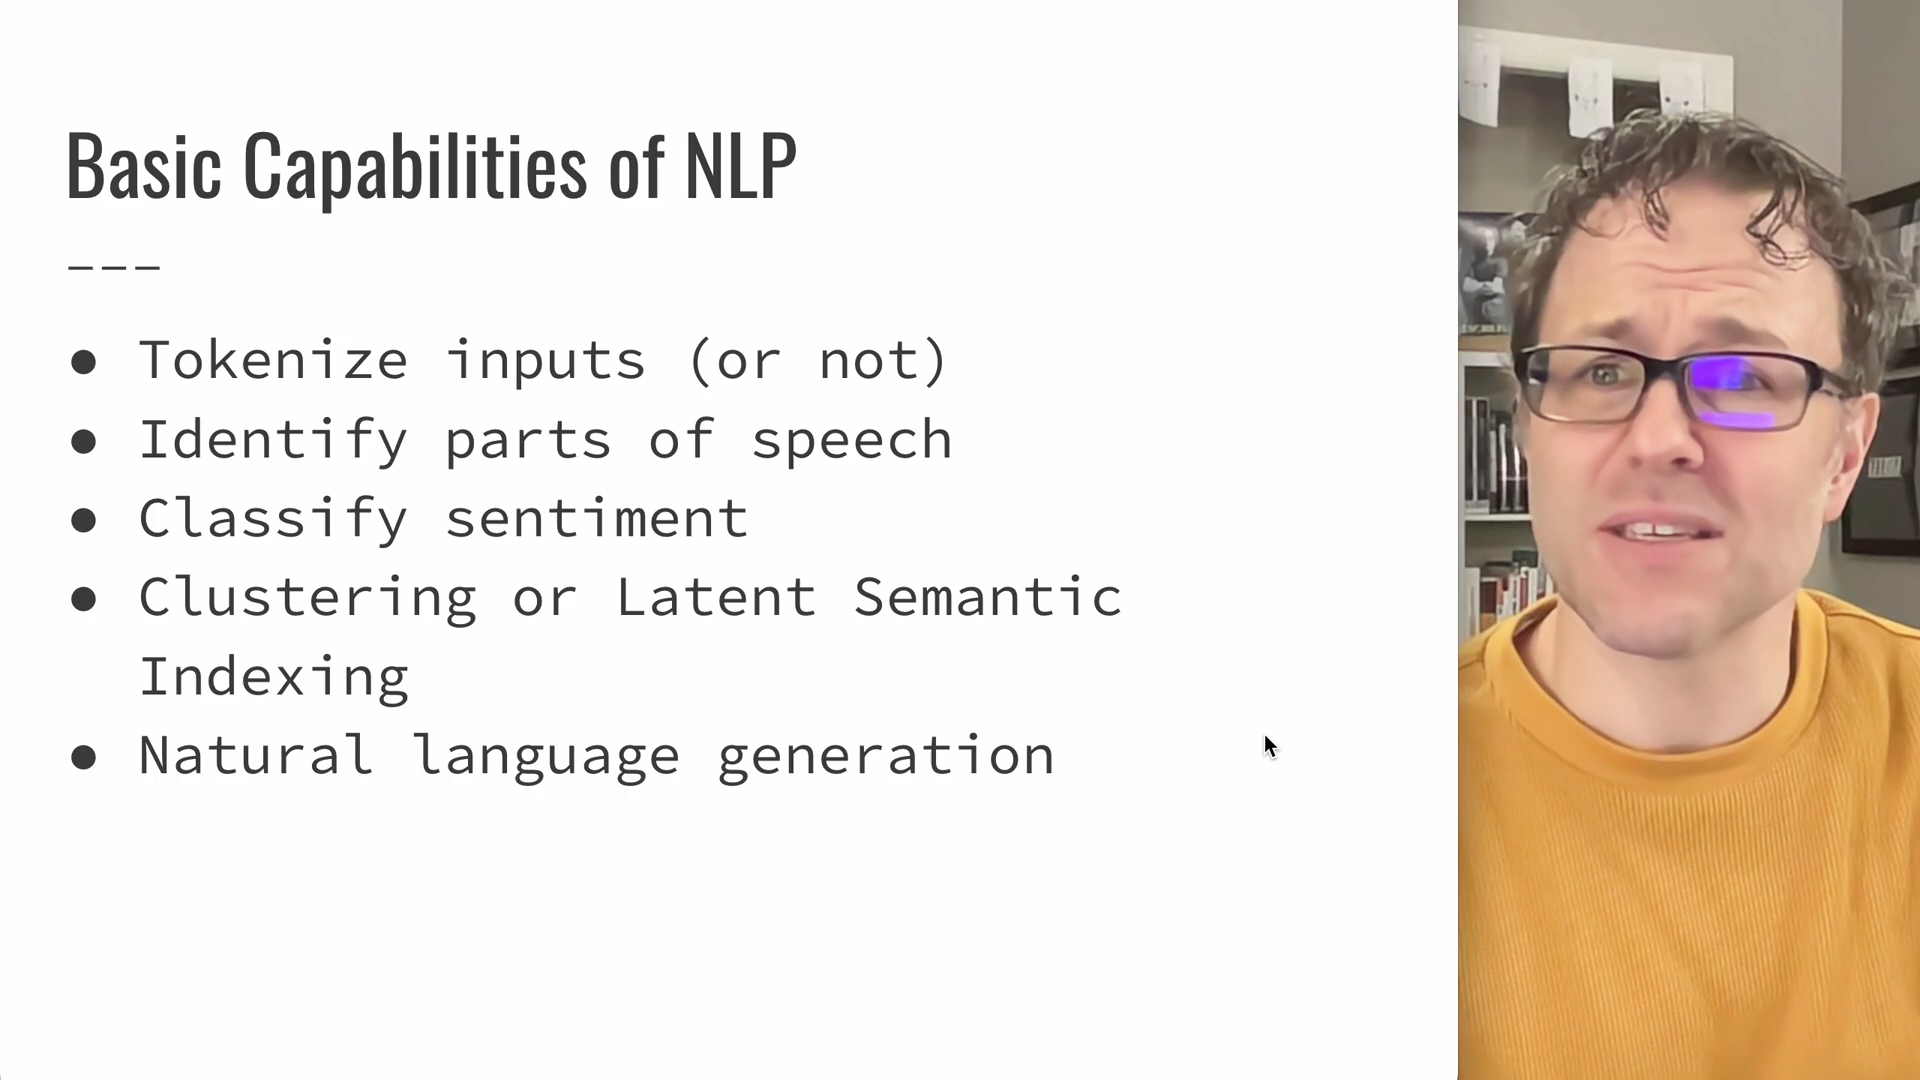 Basic Capabilities of NLP
---
● Tokenize inputs (or not)
● Identify parts of speech
● Classify sentiment
● Clustering or Latent Semantic
Indexing
● Natural language generation